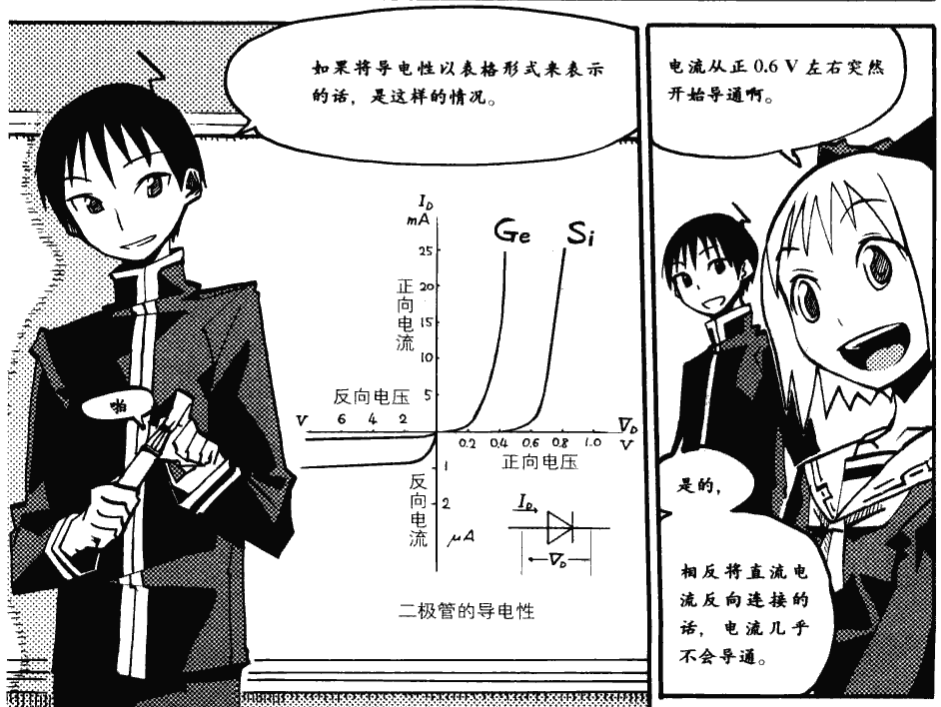 如果将导电性以表格形式来表示
的话，是这样的情况。
啪
I_D
mA
Ge Si
25
20
15
10
5
正向电流
反向电压
V 6 4 2
0.2 0.4 0.6 0.8 1.0
V_D
V
正向电压
1
2
反向电流
μA
I_D
V_D
二极管的导电性
电流从正0.6 V左右突然
开始导通啊。
是的，
相反将直流电
流反向连接的
话，电流几乎
不会导通。